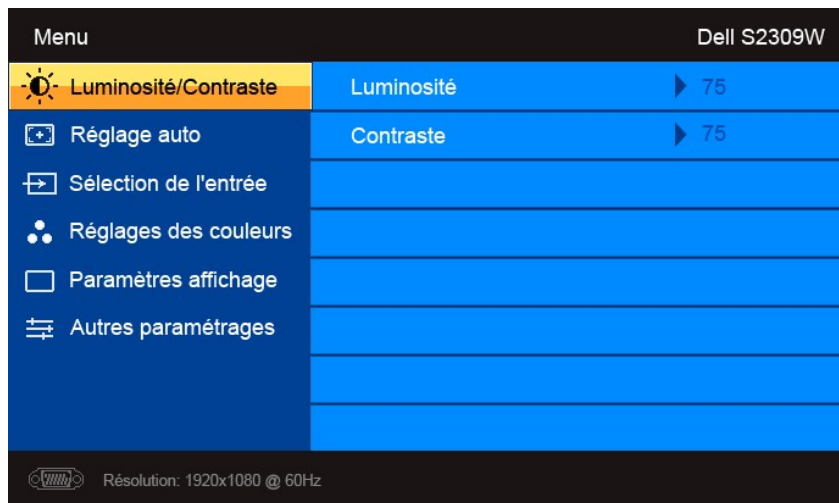 Menu Dell S2309W
Luminosité/Contraste Luminosité 75
Réglage auto Contraste 75
Sélection de l'entrée
Réglages des couleurs
Paramètres affichage
Autres paramétrages
Résolution: 1920x1080 @ 60Hz